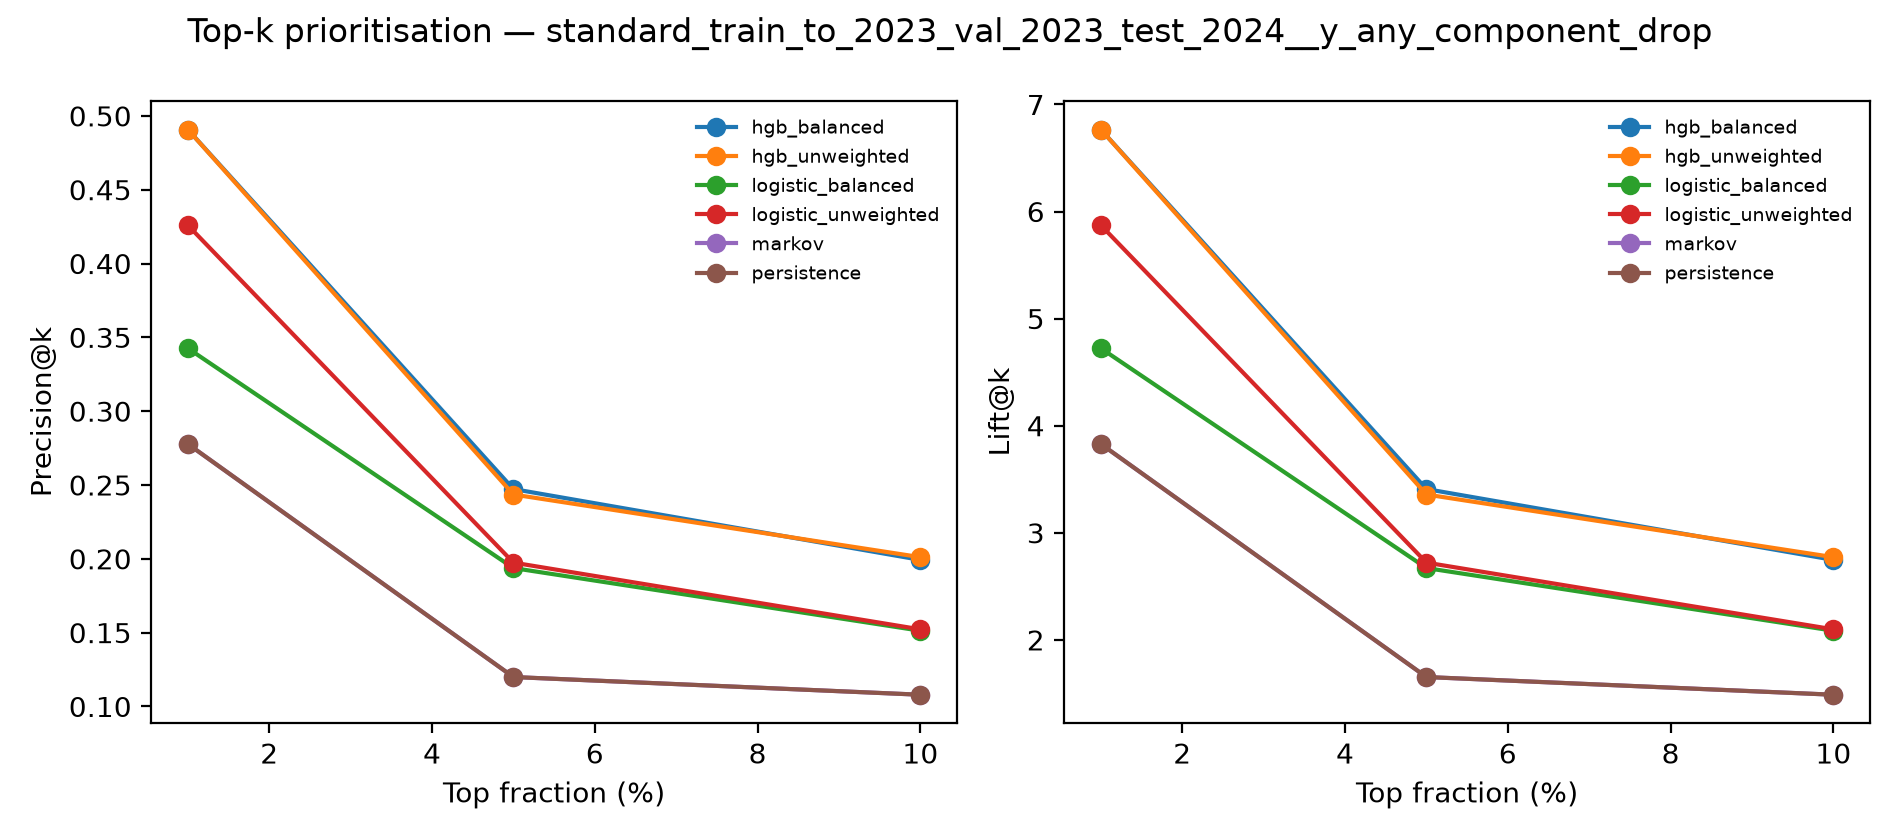 Top-k prioritisation — standard_train_to_2023_val_2023_test_2024__y_any_component_drop
Precision@k
0.50
0.45
0.40
0.35
0.30
0.25
0.20
0.15
0.10
2
4
6
8
10
Top fraction (%)
hgb_balanced
hgb_unweighted
logistic_balanced
logistic_unweighted
markov
persistence
Lift@k
7
6
5
4
3
2
2
4
6
8
10
Top fraction (%)
hgb_balanced
hgb_unweighted
logistic_balanced
logistic_unweighted
markov
persistence